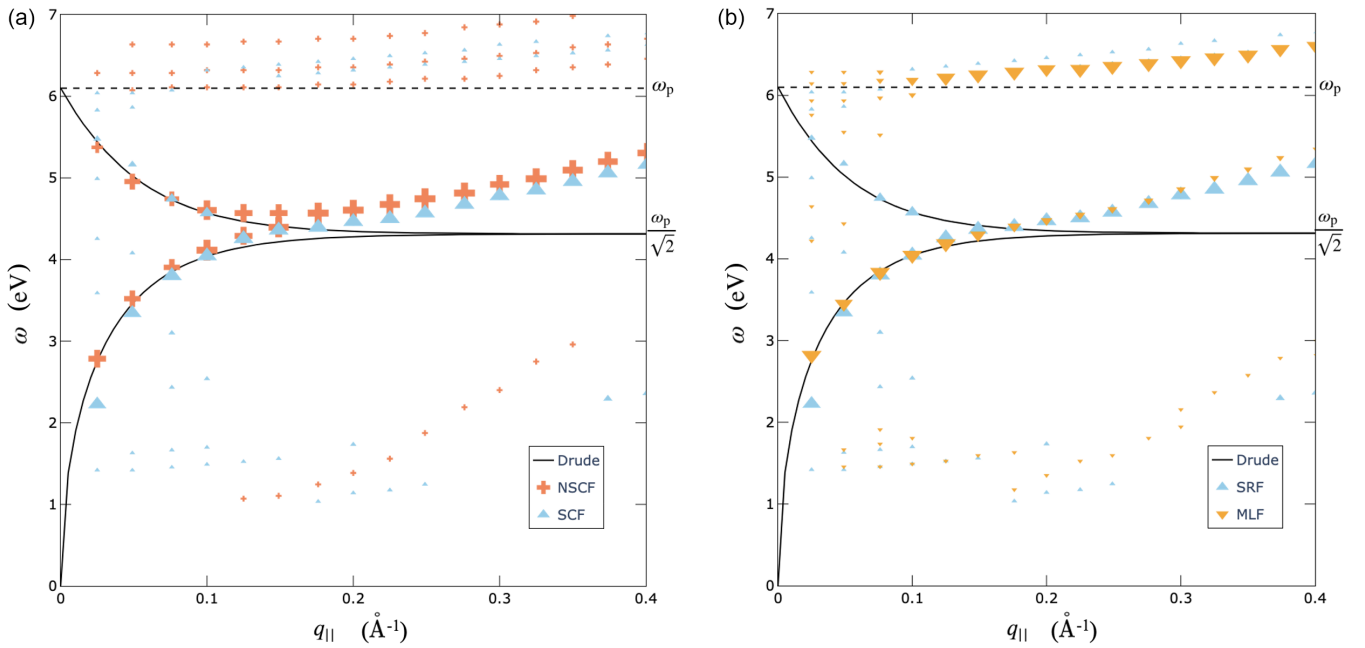 (a)
7
6
5
4
3
2
1
0
ω (eV)
0
0.1
0.2
0.3
0.4
q|| (Å-1)
ωp
ωp
√2
Drude
NSCF
SCF
(b)
7
6
5
4
3
2
1
0
ω (eV)
0
0.1
0.2
0.3
0.4
q|| (Å-1)
ωp
ωp
√2
Drude
SRF
MLF